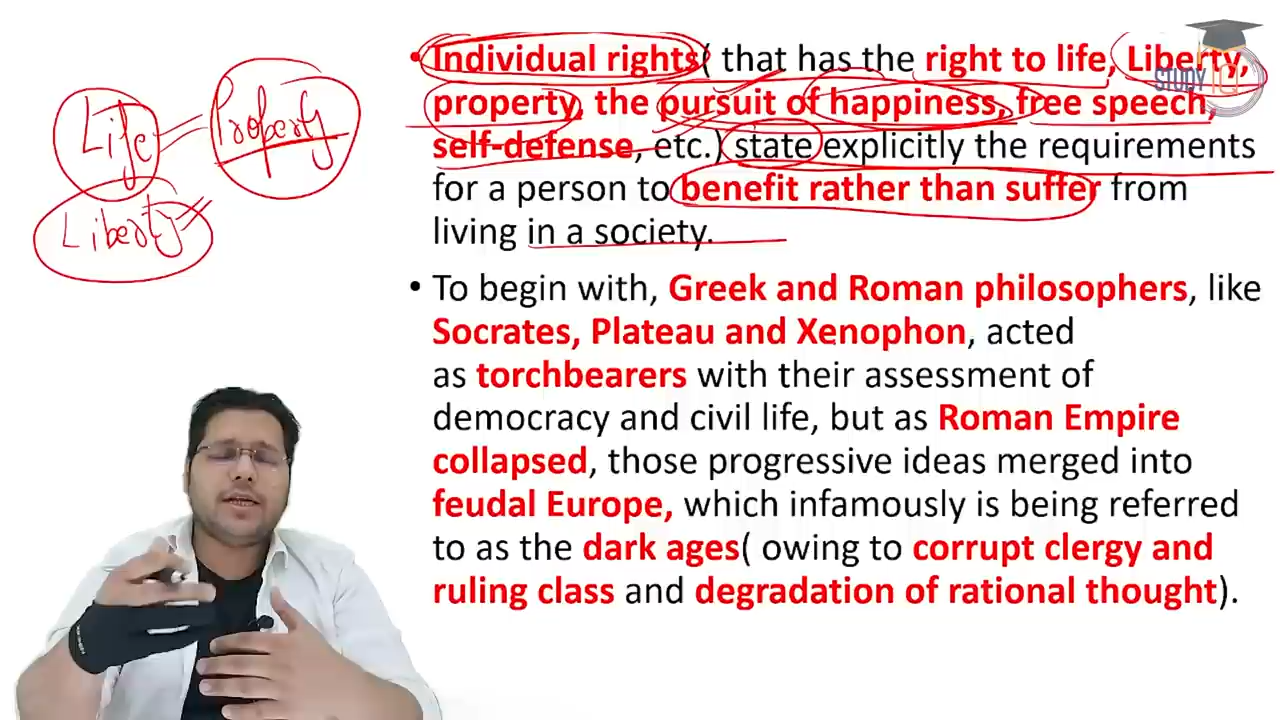 • Individual rights( that has the right to life, Liberty,
property, the pursuit of happiness, free speech,
self-defense, etc.) state explicitly the requirements
for a person to benefit rather than suffer from
living in a society.
• To begin with, Greek and Roman philosophers, like
Socrates, Plateau and Xenophon, acted
as torchbearers with their assessment of
democracy and civil life, but as Roman Empire
collapsed, those progressive ideas merged into
feudal Europe, which infamously is being referred
to as the dark ages( owing to corrupt clergy and
ruling class and degradation of rational thought).
Life = Property
Liberty =
STUDY IQ